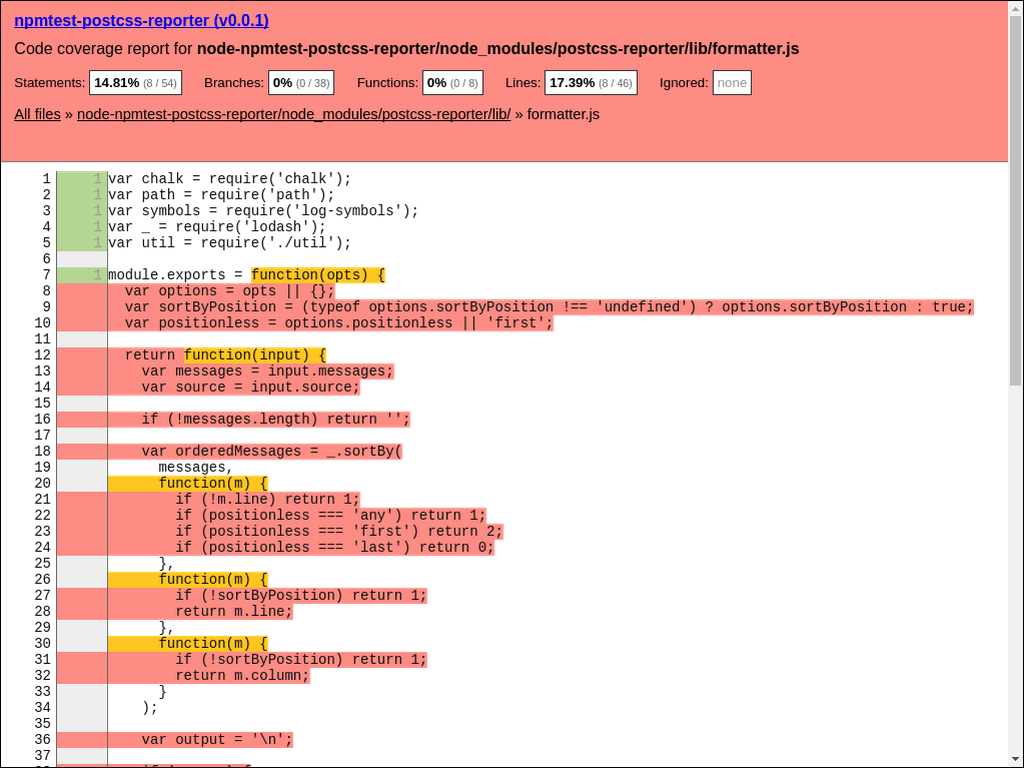 npmtest-postcss-reporter (v0.0.1)
Code coverage report for node-npmtest-postcss-reporter/node_modules/postcss-reporter/lib/formatter.js
Statements: 14.81% (8 / 54) Branches: 0% (0 / 38) Functions: 0% (0 / 8) Lines: 17.39% (8 / 46) Ignored: none
All files » node-npmtest-postcss-reporter/node_modules/postcss-reporter/lib/ » formatter.js
1 1 var chalk = require('chalk');
2 1 var path = require('path');
3 1 var symbols = require('log-symbols');
4 1 var _ = require('lodash');
5 1 var util = require('./util');
6
7 1 module.exports = function(opts) {
8 var options = opts || {};
9 var sortByPosition = (typeof options.sortByPosition !== 'undefined') ? options.sortByPosition : true;
10 var positionless = options.positionless || 'first';
11
12 return function(input) {
13 var messages = input.messages;
14 var source = input.source;
15
16 if (!messages.length) return '';
17
18 var orderedMessages = _.sortBy(
19 messages,
20 function(m) {
21 if (!m.line) return 1;
22 if (positionless === 'any') return 1;
23 if (positionless === 'first') return 2;
24 if (positionless === 'last') return 0;
25 },
26 function(m) {
27 if (!sortByPosition) return 1;
28 return m.line;
29 },
30 function(m) {
31 if (!sortByPosition) return 1;
32 return m.column;
33 }
34 );
35
36 var output = '\n';
37